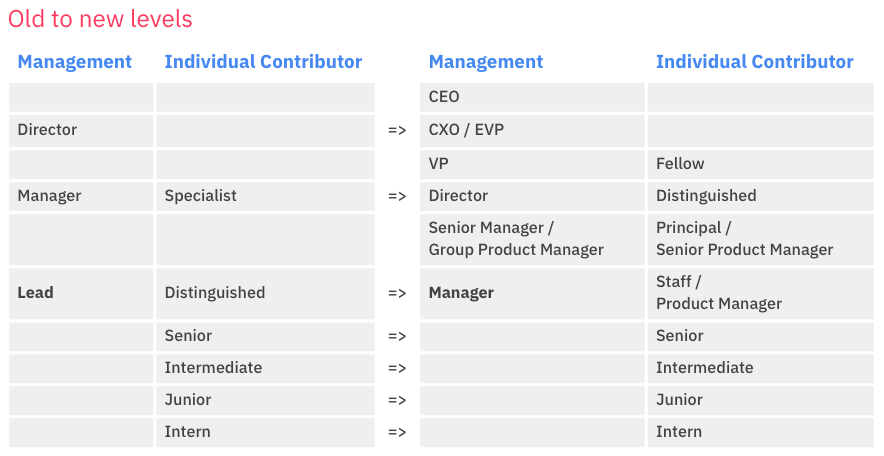 Old to new levels
Management Individual Contributor Management Individual Contributor
CEO
Director => CXO / EVP
VP Fellow
Manager Specialist => Director Distinguished
Senior Manager / Principal /
Group Product Manager Senior Product Manager
Lead Distinguished => Manager Staff /
Product Manager
Senior => Senior
Intermediate => Intermediate
Junior => Junior
Intern => Intern